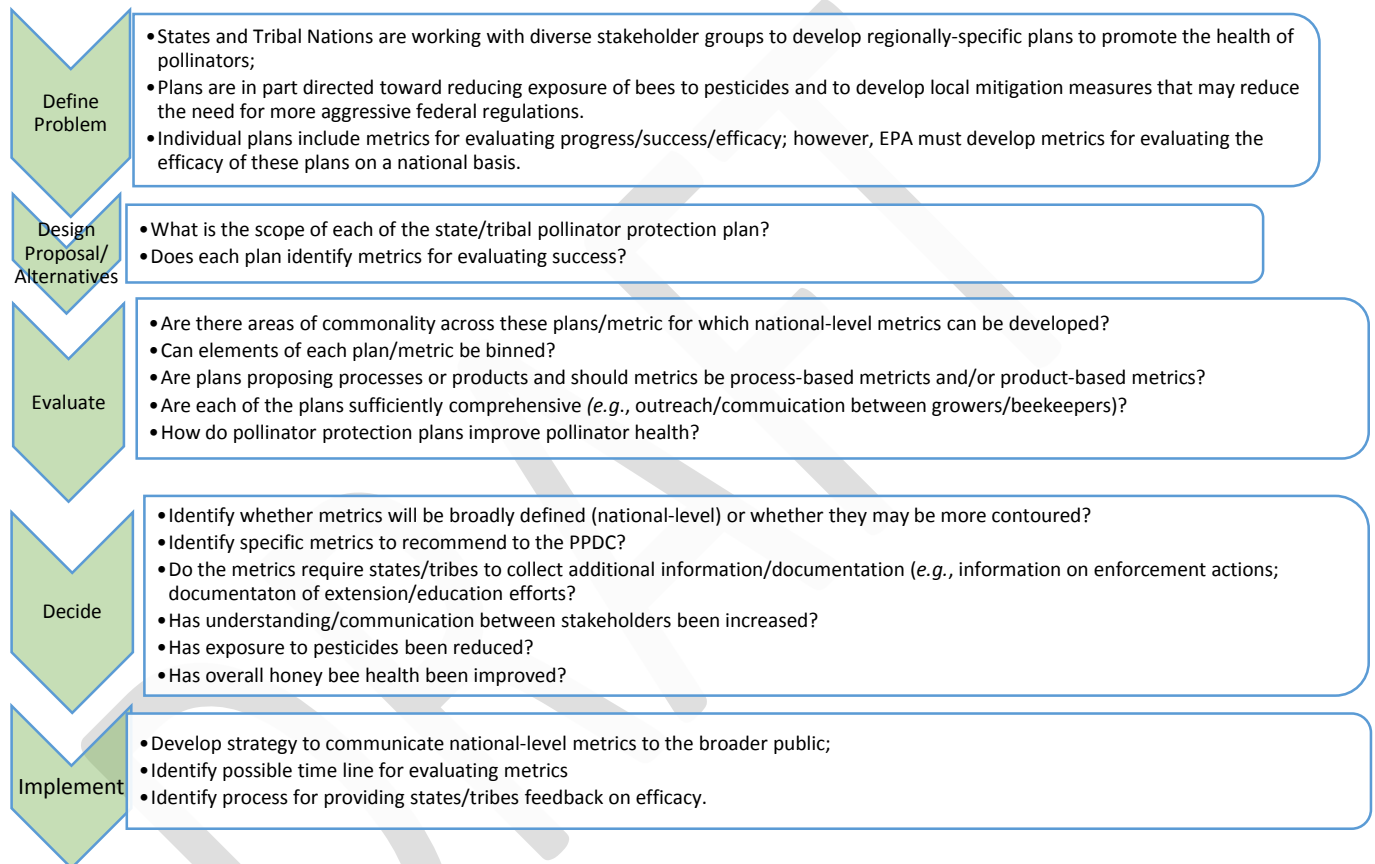 Define
Problem
•States and Tribal Nations are working with diverse stakeholder groups to develop regionally-specific plans to promote the health of
pollinators;
•Plans are in part directed toward reducing exposure of bees to pesticides and to develop local mitigation measures that may reduce
the need for more aggressive federal regulations.
•Individual plans include metrics for evaluating progress/success/efficacy; however, EPA must develop metrics for evaluating the
efficacy of these plans on a national basis.
Design
Proposal/
Alternatives
•What is the scope of each of the state/tribal pollinator protection plan?
•Does each plan identify metrics for evaluating success?
Evaluate
•Are there areas of commonality across these plans/metric for which national-level metrics can be developed?
•Can elements of each plan/metric be binned?
•Are plans proposing processes or products and should metrics be process-based metricts and/or product-based metrics?
•Are each of the plans sufficiently comprehensive (e.g., outreach/commuication between growers/beekeepers)?
•How do pollinator protection plans improve pollinator health?
Decide
•Identify whether metrics will be broadly defined (national-level) or whether they may be more contoured?
•Identify specific metrics to recommend to the PPDC?
•Do the metrics require states/tribes to collect additional information/documentation (e.g., information on enforcement actions;
documentaton of extension/education efforts?
•Has understanding/communication between stakeholders been increased?
•Has exposure to pesticides been reduced?
•Has overall honey bee health been improved?
Implement
•Develop strategy to communicate national-level metrics to the broader public;
•Identify possible time line for evaluating metrics
•Identify process for providing states/tribes feedback on efficacy.
DRAFT